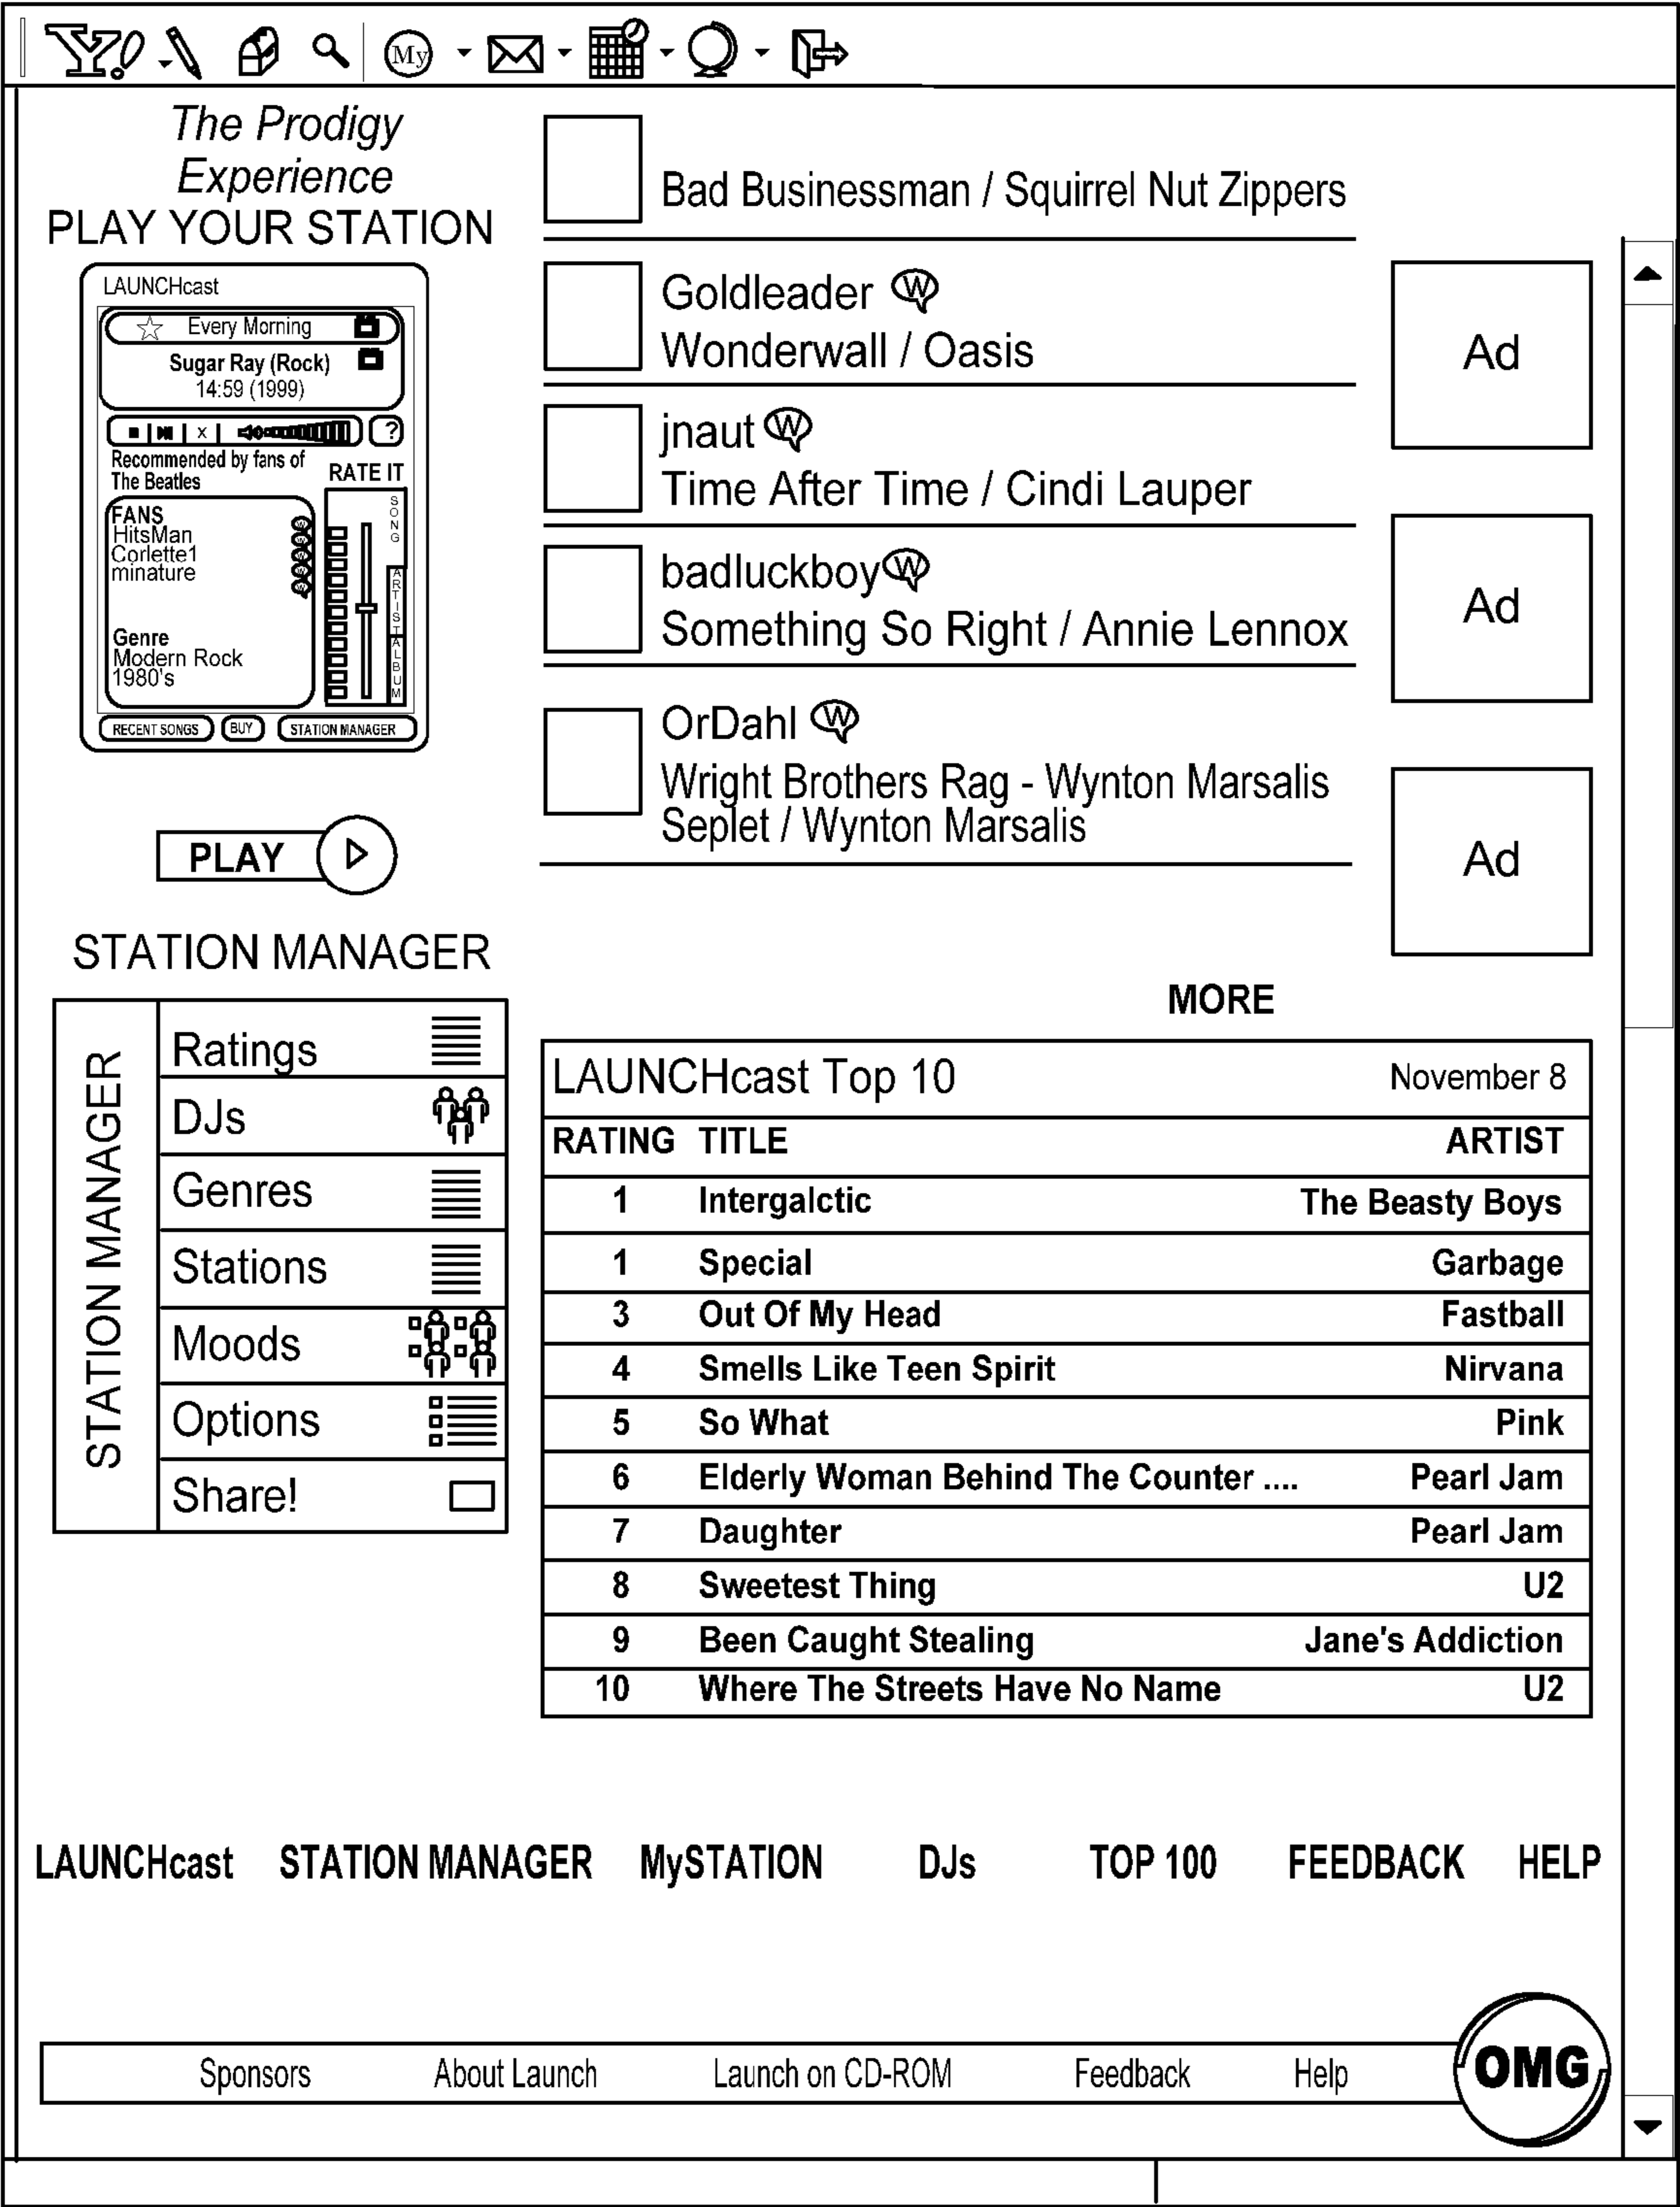 Y!
My
The Prodigy
Experience
PLAY YOUR STATION
LAUNCHcast
Every Morning
Sugar Ray (Rock)
14:59 (1999)
x
?
Recommended by fans of
The Beatles
RATE IT
FANS
HitsMan
Corlette1
minature
Genre
Modern Rock
1980's
SONG
ARTIST
ALBUM
RECENT SONGS BUY STATION MANAGER
PLAY
Bad Businessman / Squirrel Nut Zippers
Goldleader W
Wonderwall / Oasis
jnaut W
Time After Time / Cindi Lauper
badluckboy W
Something So Right / Annie Lennox
OrDahl W
Wright Brothers Rag - Wynton Marsalis
Seplet / Wynton Marsalis
Ad
Ad
Ad
MORE
STATION MANAGER
STATION MANAGER
Ratings
DJs
Genres
Stations
Moods
Options
Share!
LAUNCHcast Top 10 November 8
RATING TITLE ARTIST
1 Intergalctic The Beasty Boys
1 Special Garbage
3 Out Of My Head Fastball
4 Smells Like Teen Spirit Nirvana
5 So What Pink
6 Elderly Woman Behind The Counter .... Pearl Jam
7 Daughter Pearl Jam
8 Sweetest Thing U2
9 Been Caught Stealing Jane's Addiction
10 Where The Streets Have No Name U2
LAUNCHcast STATION MANAGER MySTATION DJs TOP 100 FEEDBACK HELP
Sponsors About Launch Launch on CD-ROM Feedback Help
OMG